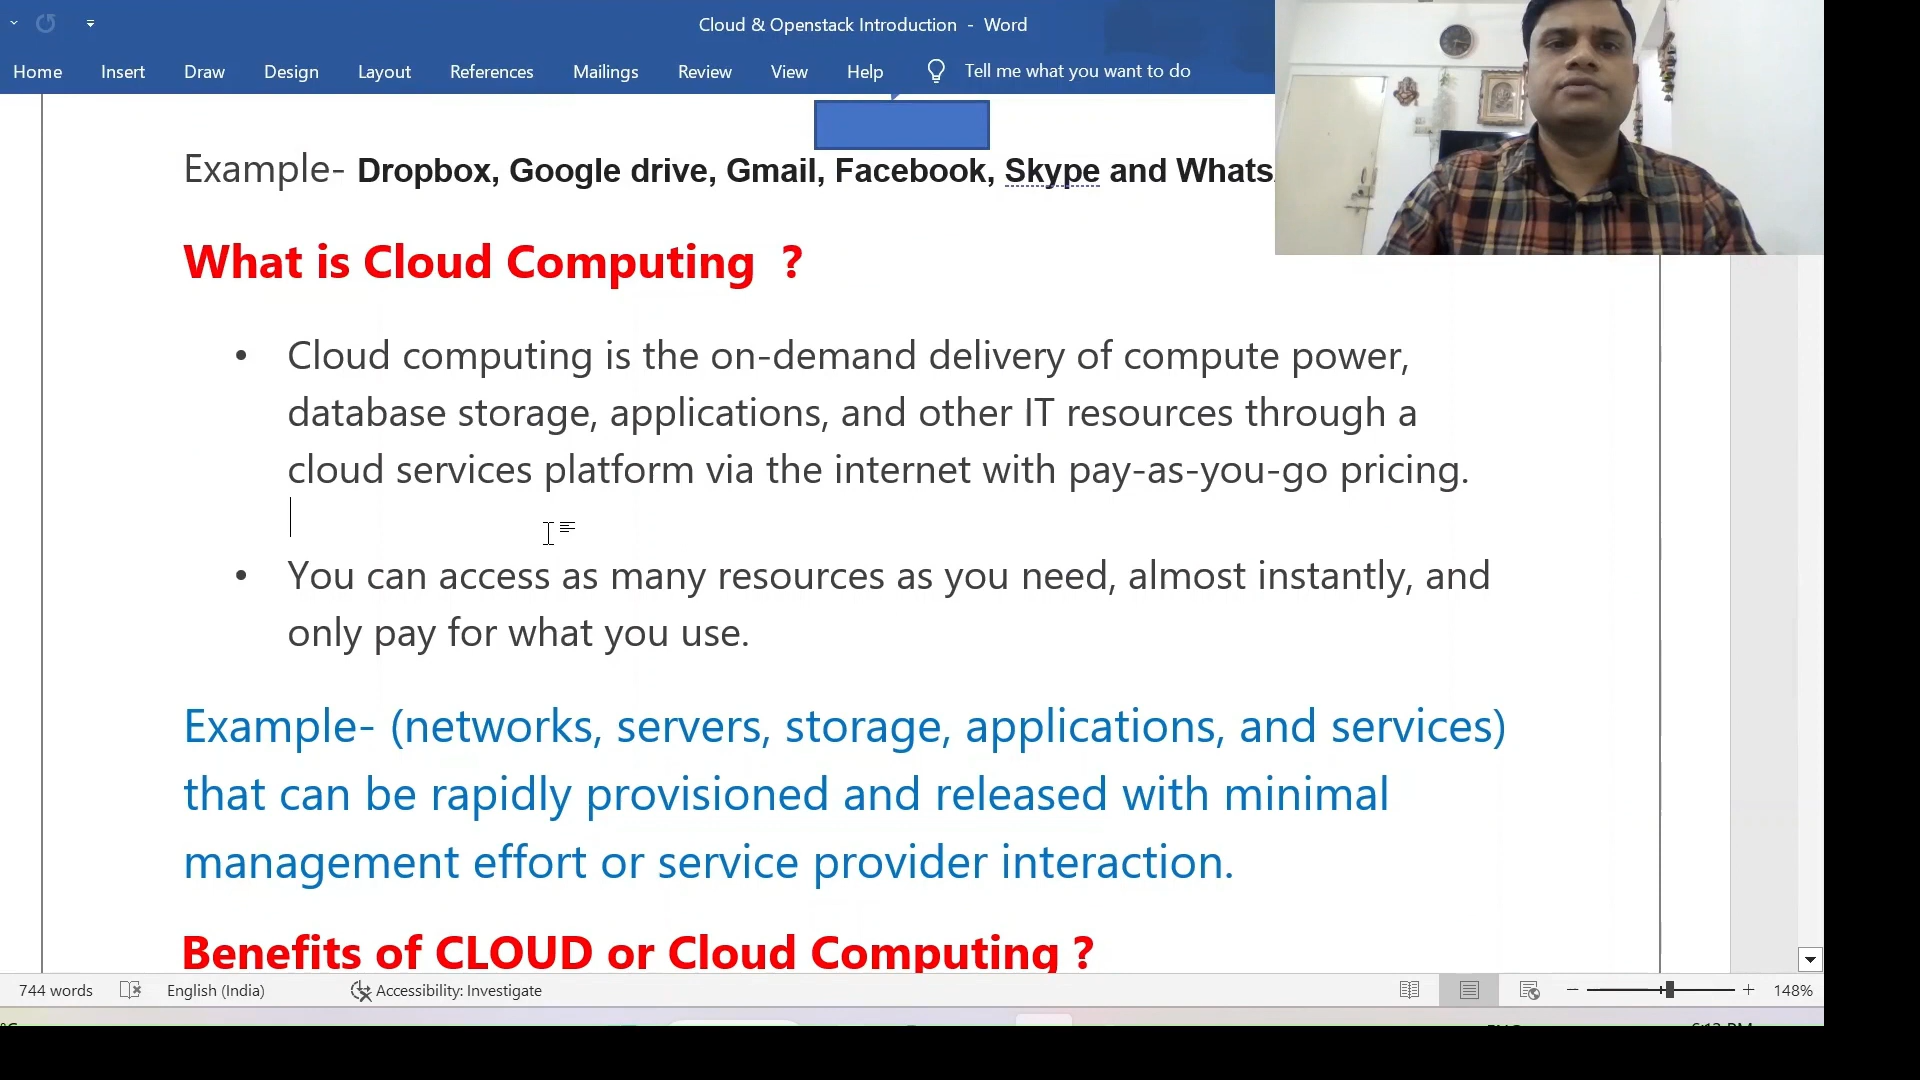 Cloud & Openstack Introduction - Word
Home Insert Draw Design Layout References Mailings Review View Help Tell me what you want to do
Example- Dropbox, Google drive, Gmail, Facebook, Skype and
What is Cloud Computing ?
• Cloud computing is the on-demand delivery of compute power,
database storage, applications, and other IT resources through a
cloud services platform via the internet with pay-as-you-go pricing.
• You can access as many resources as you need, almost instantly, and
only pay for what you use.
Example- (networks, servers, storage, applications, and services)
that can be rapidly provisioned and released with minimal
management effort or service provider interaction.
Benefits of CLOUD or Cloud Computing ?
744 words English (India) Accessibility: Investigate 148%